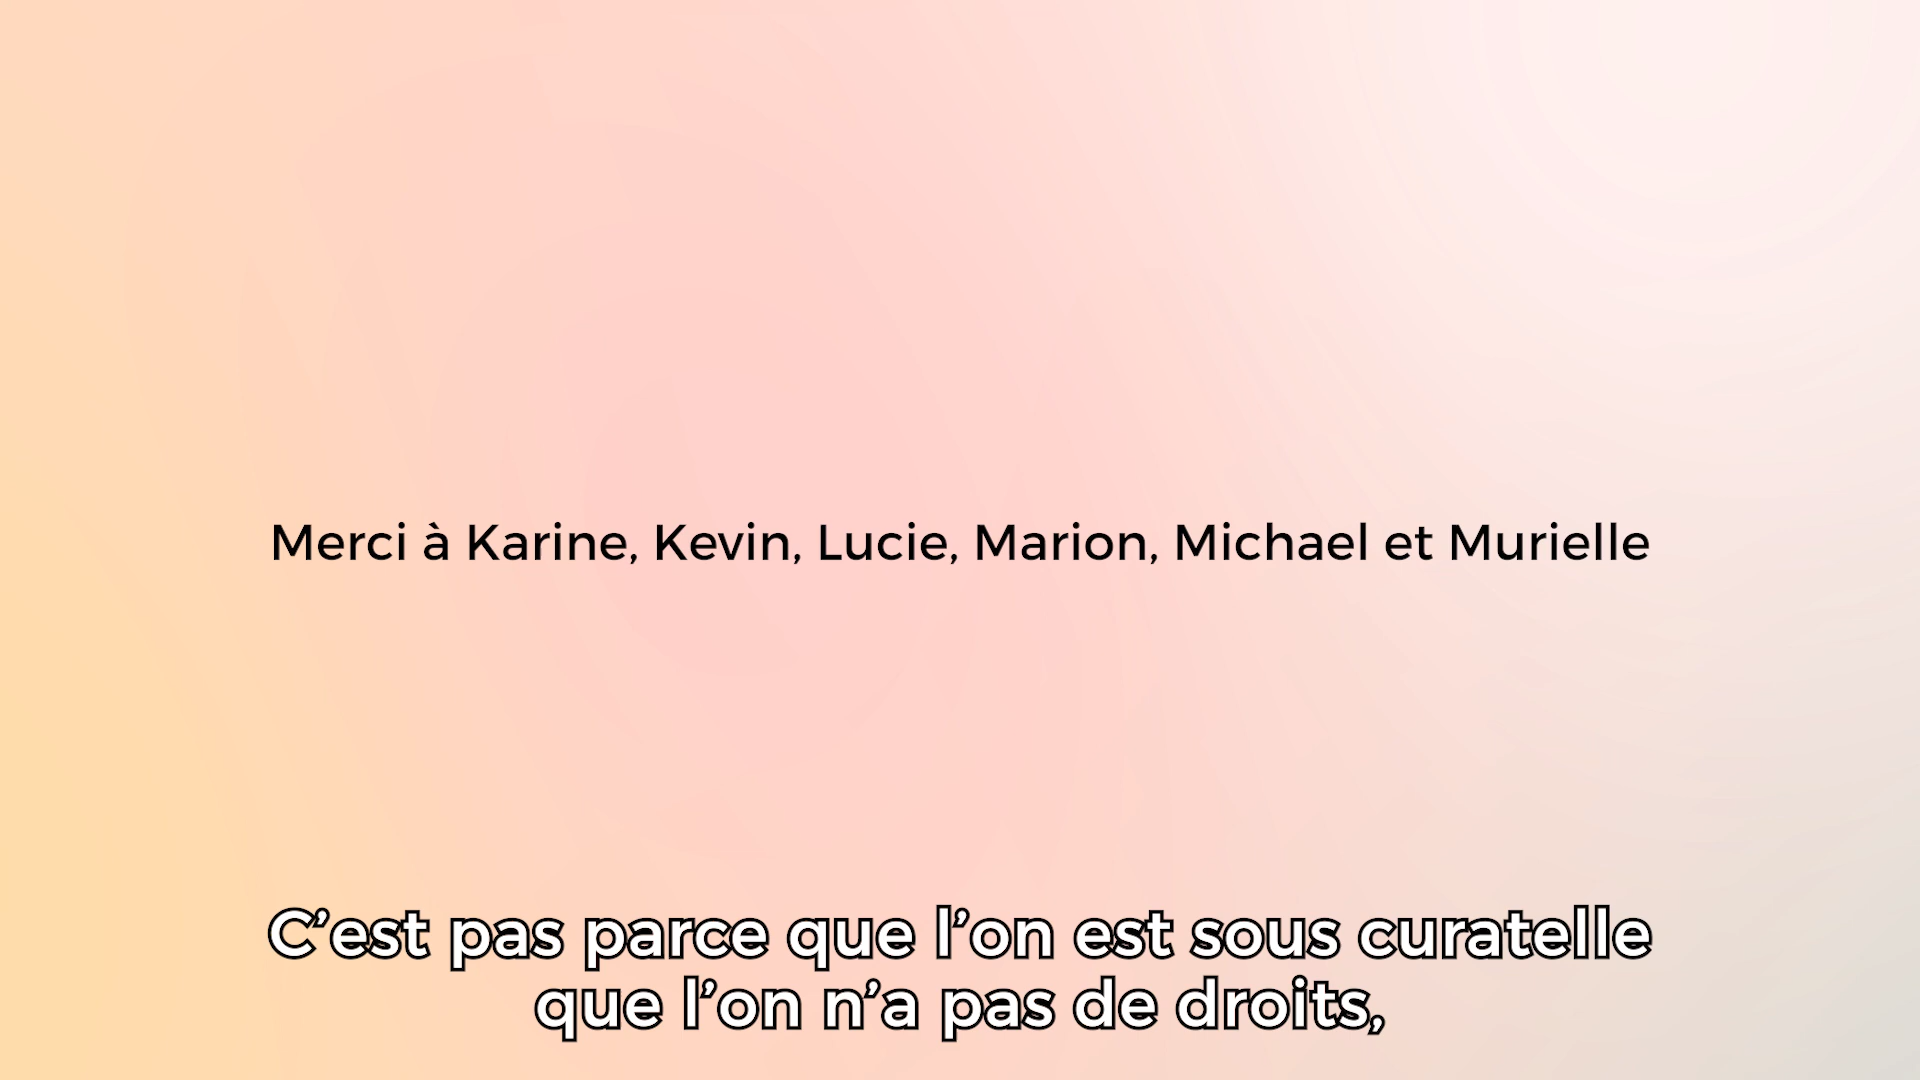 Merci à Karine, Kevin, Lucie, Marion, Michael et Murielle
C’est pas parce que l’on est sous curatelle
que l’on n’a pas de droits,